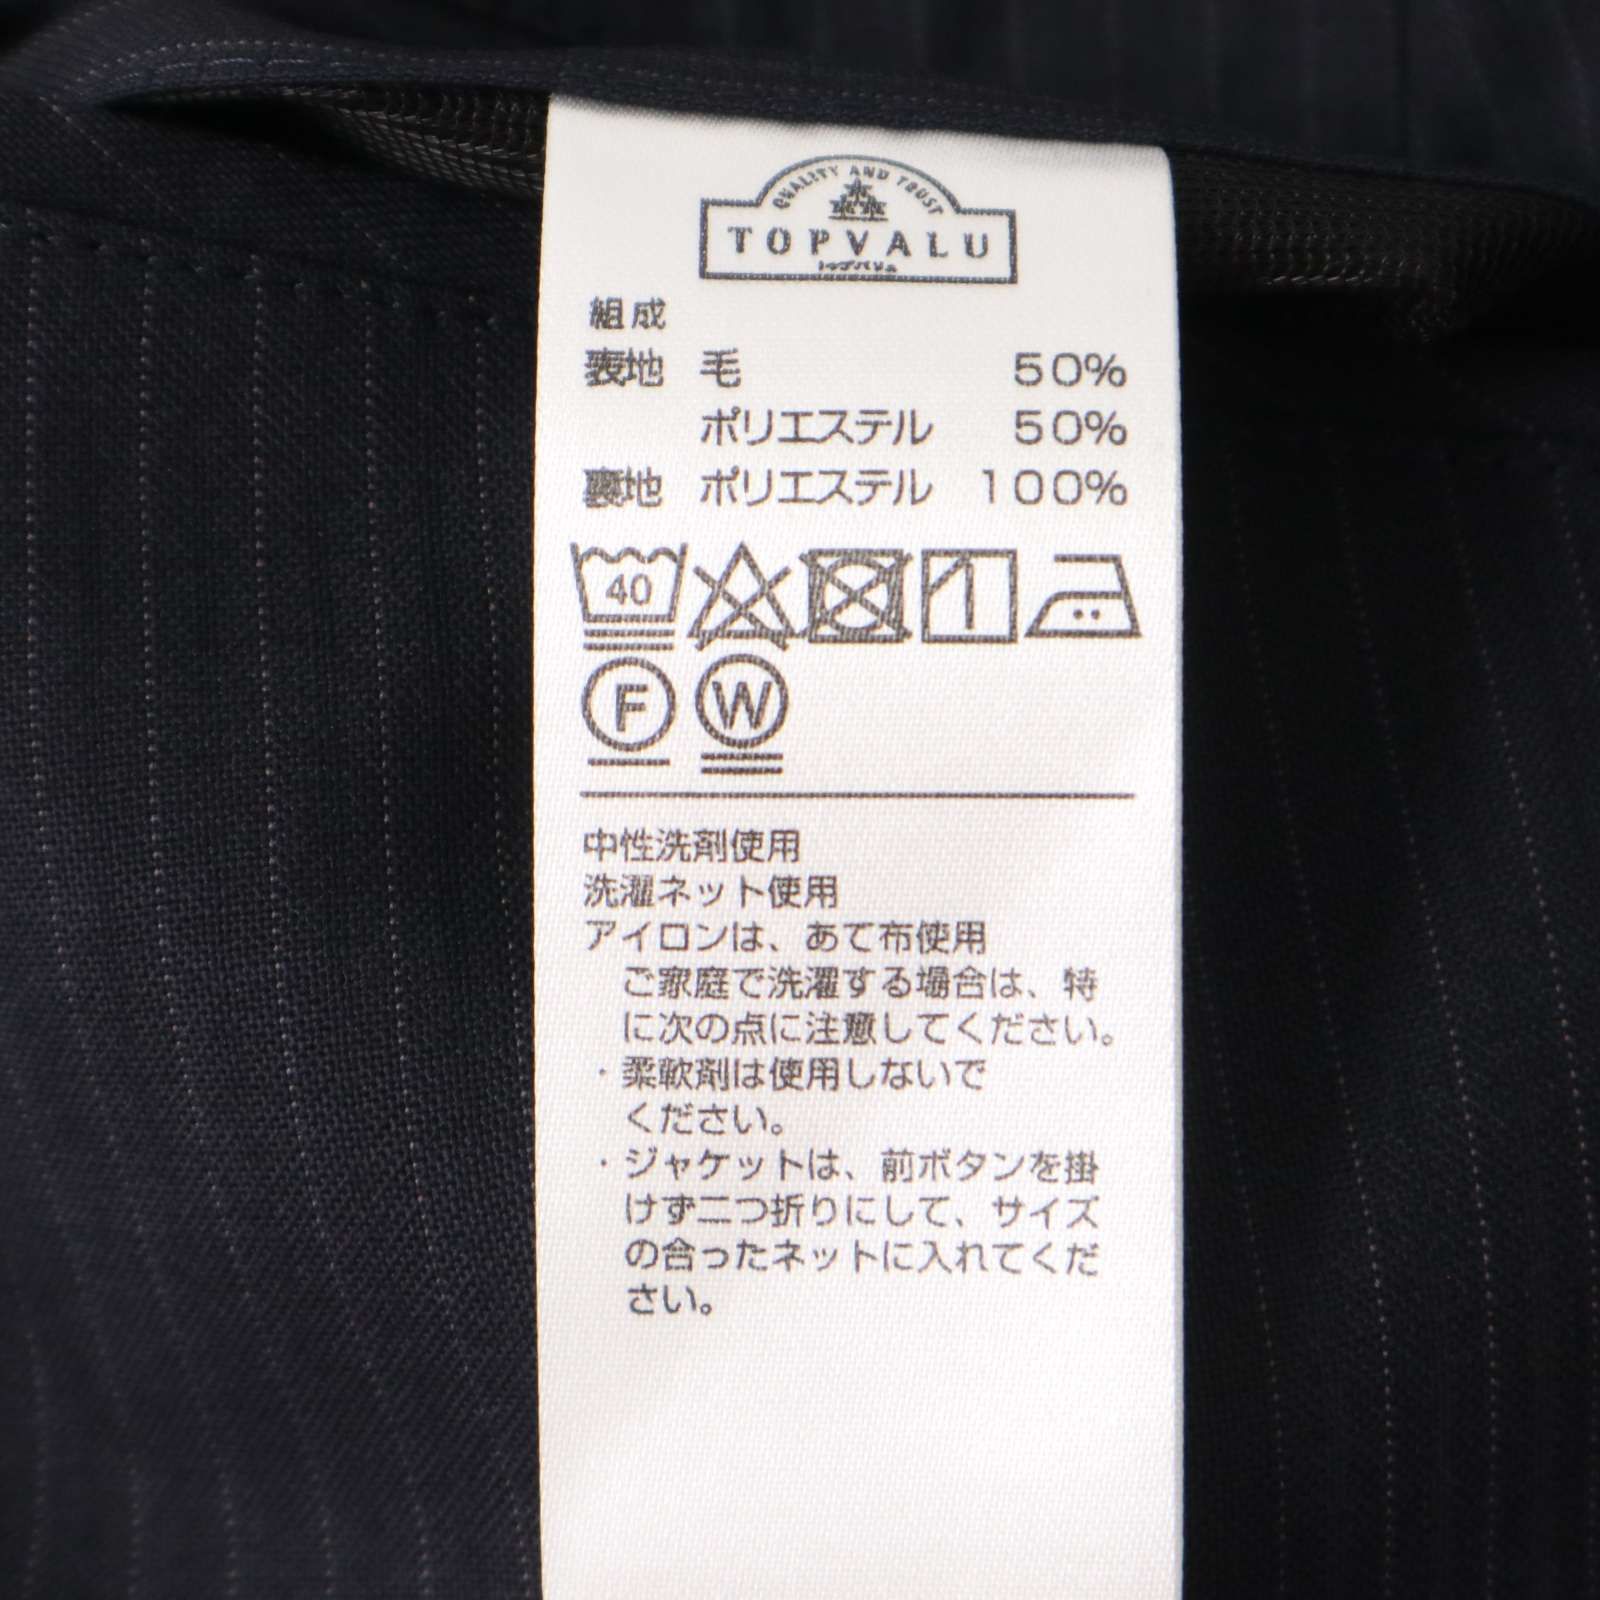 QUALITY AND TRUST
TOPVALU
トップバリュ
組成
表地 毛 50%
ポリエステル 50%
裏地 ポリエステル 100%
40
F W
中性洗剤使用
洗濯ネット使用
アイロンは、あて布使用
ご家庭で洗濯する場合は、特
に次の点に注意してください。
・柔軟剤は使用しないで
ください。
・ジャケットは、前ボタンを掛
けず二つ折りにして、サイズ
の合ったネットに入れてくだ
さい。